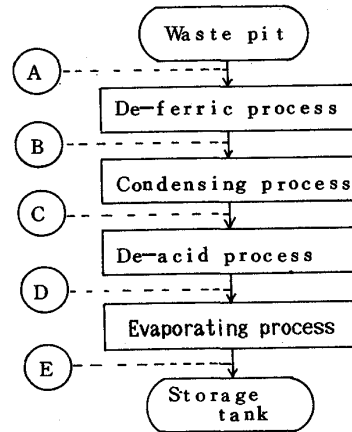 Waste pit
A
De-ferric process
B
Condensing process
C
De-acid process
D
Evaporating process
E
Storage
tank